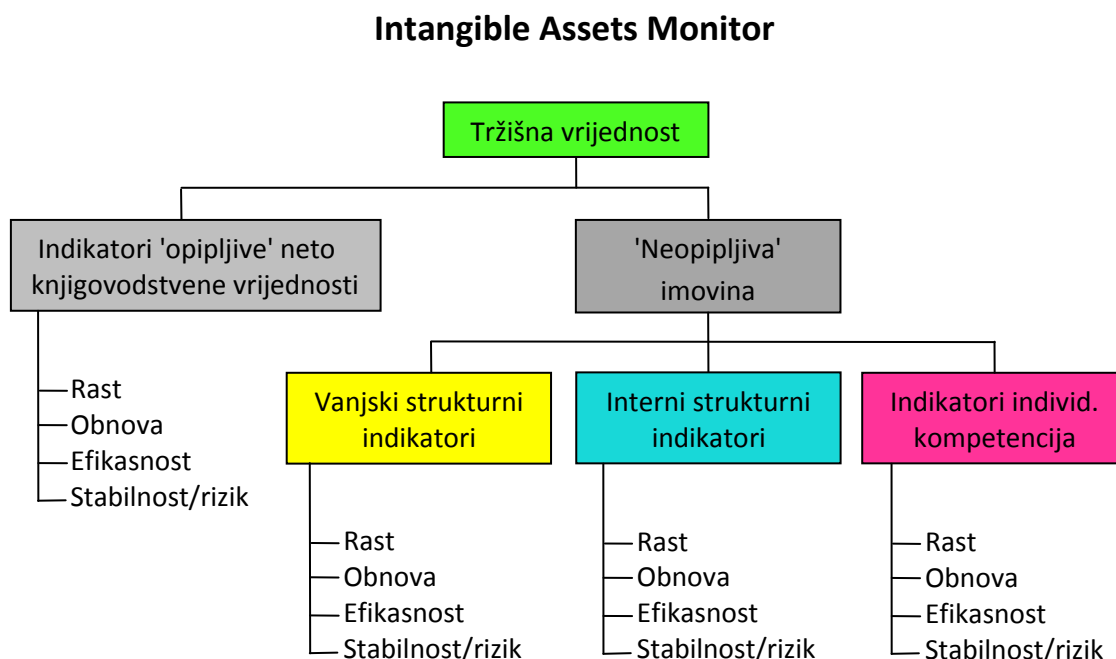 Intangible Assets Monitor
Tržišna vrijednost
Indikatori 'opipljive' neto
knjigovodstvene vrijednosti
Rast
Obnova
Efikasnost
Stabilnost/rizik
'Neopipljiva'
imovina
Vanjski strukturni
indikatori
Rast
Obnova
Efikasnost
Stabilnost/rizik
Interni strukturni
indikatori
Rast
Obnova
Efikasnost
Stabilnost/rizik
Indikatori individ.
kompetencija
Rast
Obnova
Efikasnost
Stabilnost/rizik